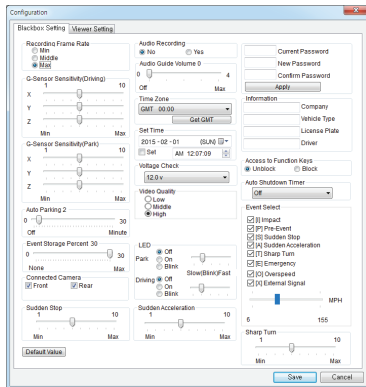 Configuration
Blackbox Setting
Viewer Setting
Recording Frame Rate
Min
Middle
Max
G-Sensor Sensitivity(Driving)
1 10
X
Y
Z
Min Max
G-Sensor Sensitivity(Park)
1 10
X
Y
Z
Min Max
Auto Parking 2
0 30
Off Minute
Event Storage Percent 30
0 30
None Max
Connected Camera
Front Rear
Sudden Stop
1 10
Min Max
Default Value
Audio Recording
No Yes
Audio Guide Volume 0
0 4
Off Max
Time Zone
GMT 00:00
Get GMT
Set Time
2015 - 02 - 01 (SUN)
Set AM 12:07:09
Voltage Check
12.0 v
Video Quality
Low
Middle
High
LED
Park
Off
On
Blink
Slow(Blink)Fast
Driving
Off
On
Blink
Sudden Acceleration
1 10
Min Max
Current Password
New Password
Confirm Password
Apply
Information
Company
Vehicle Type
License Plate
Driver
Access to Function Keys
Unblock Block
Auto Shutdown Timer
Off
Event Select
[I] Impact
[P] Pre-Event
[S] Sudden Stop
[A] Sudden Acceleration
[T] Sharp Turn
[E] Emergency
[O] Overspeed
[X] External Signal
MPH
6 155
Sharp Turn
1 10
Min Max
Save Cancel